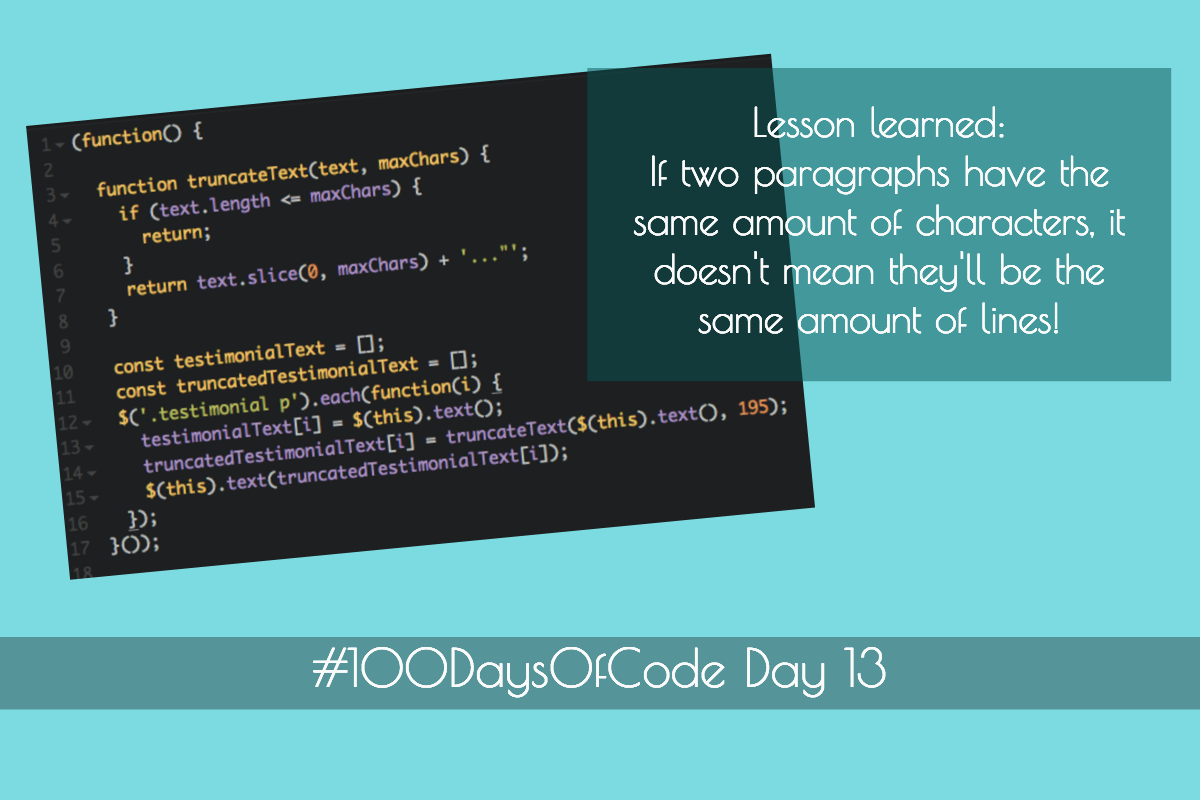 1 (function() {
2
3 function truncateText(text, maxChars) {
4 if (text.length <= maxChars) {
5 return;
6 }
7 return text.slice(0, maxChars) + '..."';
8 }
9
10 const testimonialText = [];
11 const truncatedTestimonialText = [];
12 $('.testimonial p').each(function(i) {
13 testimonialText[i] = $(this).text();
14 truncatedTestimonialText[i] = truncateText($(this).text(), 195);
15 $(this).text(truncatedTestimonialText[i]);
16 });
17 }());
18
Lesson learned:
If two paragraphs have the
same amount of characters, it
doesn't mean they'll be the
same amount of lines!
#100DaysOfCode Day 13